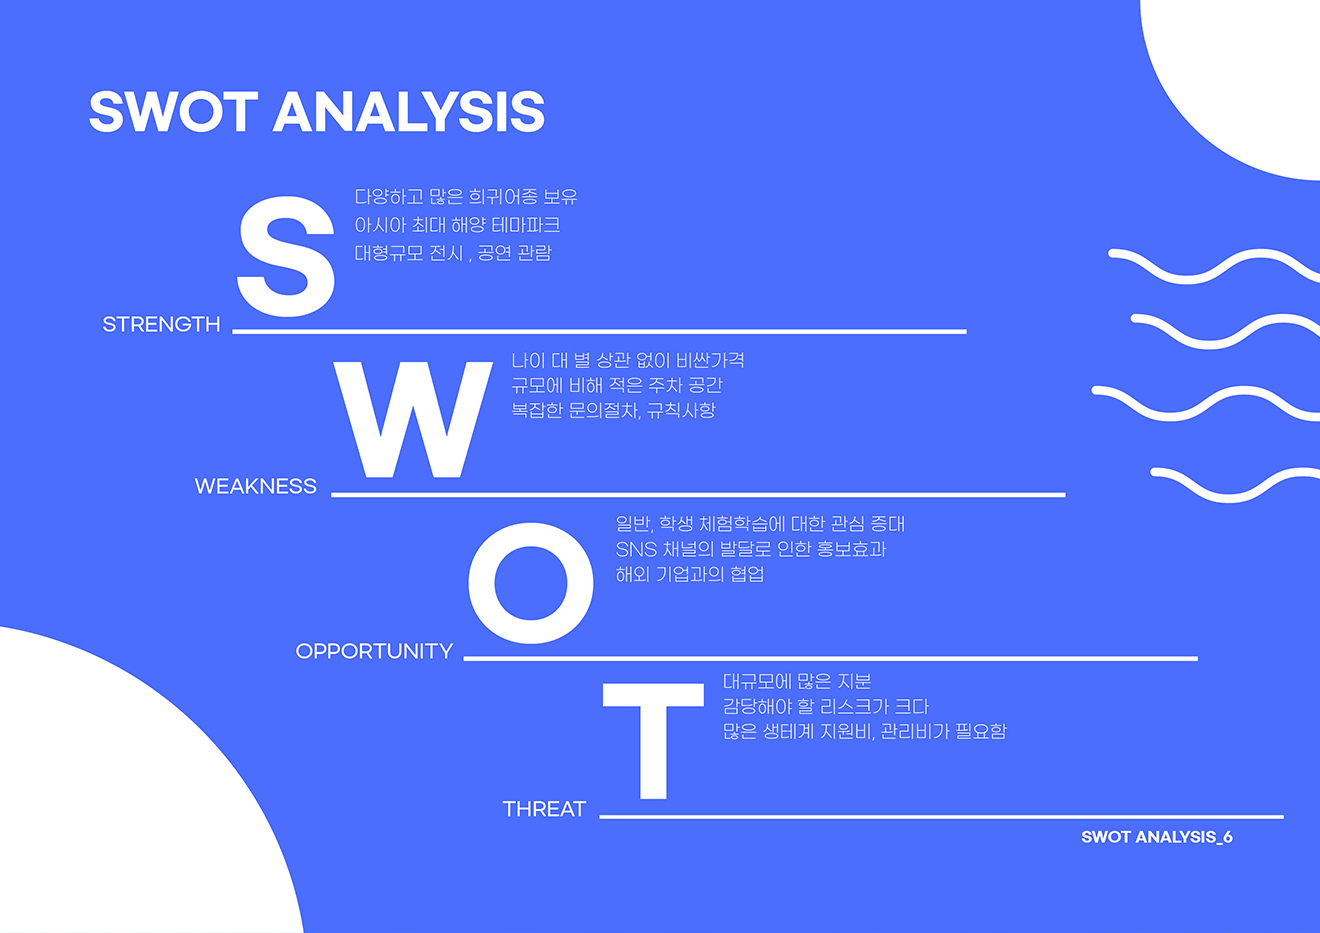 SWOT ANALYSIS
S
다양하고 많은 희귀어종 보유
아시아 최대 해양 테마파크
대형규모 전시 , 공연 관람
STRENGTH
W
나이 대 별 상관 없이 비싼가격
규모에 비해 적은 주차 공간
복잡한 문의절차, 규칙사항
WEAKNESS
O
일반, 학생 체험학습에 대한 관심 증대
SNS 채널의 발달로 인한 홍보효과
해외 기업과의 협업
OPPORTUNITY
T
대규모에 많은 지분
감당해야 할 리스크가 크다
많은 생테계 지원비, 관리비가 필요함
THREAT
SWOT ANALYSIS_6